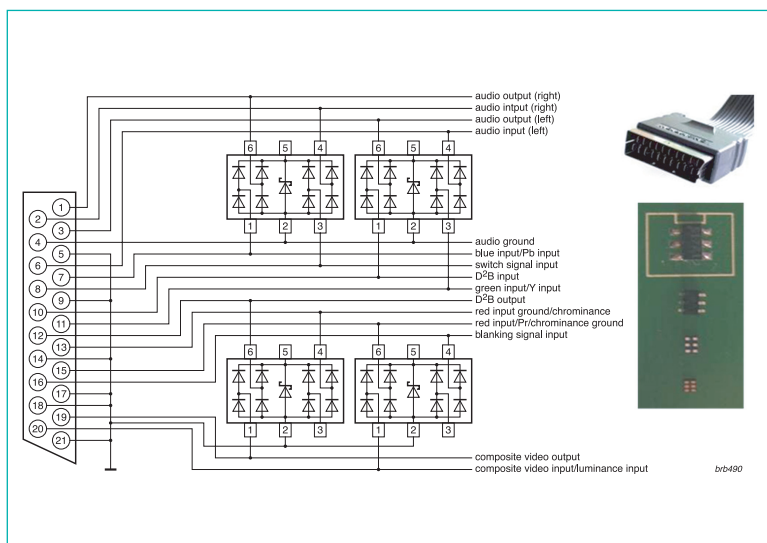 audio output (right)
audio intput (right)
audio output (left)
audio input (left)
6 5 4 6 5 4
1 2 3 1 2 3
1
2
3
4
5
6
7
8
9
10
11
12
13
14
15
16
17
18
19
20
21
audio ground
blue input/Pb input
switch signal input
D²B input
green input/Y input
D²B output
red input ground/chrominance
red input/Pr/chrominance ground
blanking signal input
6 5 4 6 5 4
1 2 3 1 2 3
composite video output
composite video input/luminance input
brb490